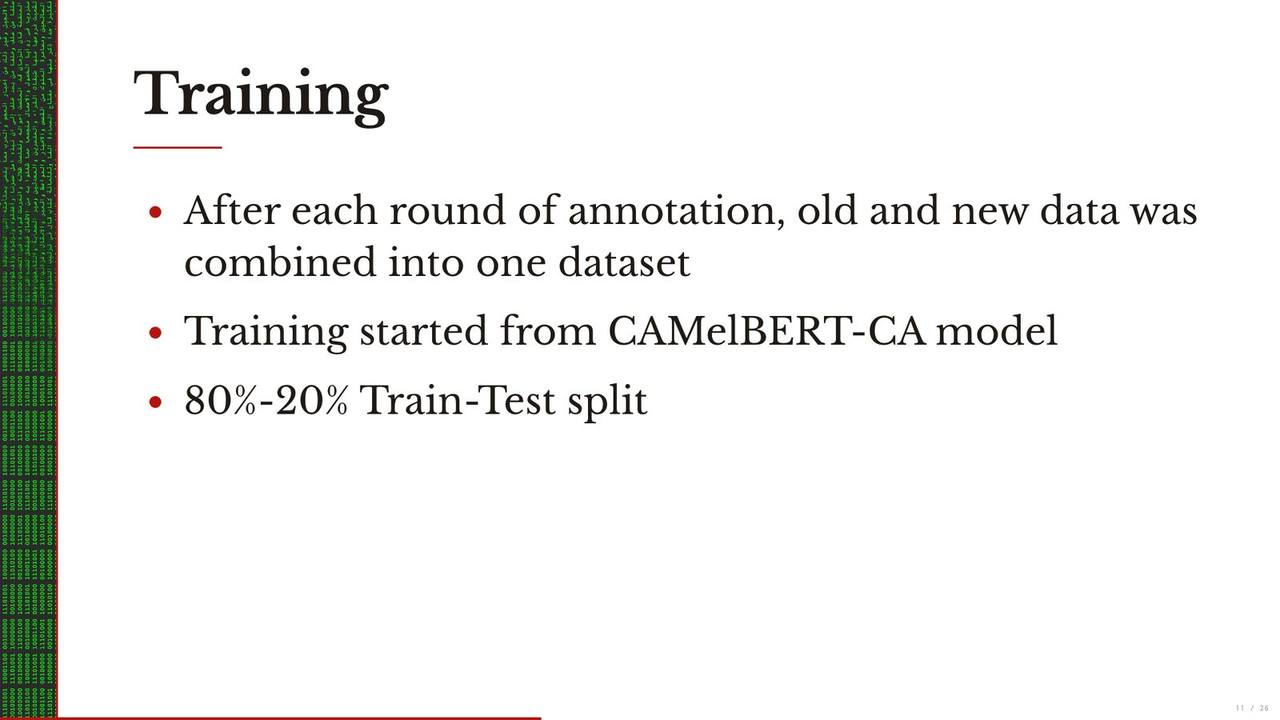 Training
After each round of annotation, old and new data was
combined into one dataset
Training started from CAMelBERT-CA model
80%-20% Train-Test split
11 / 26